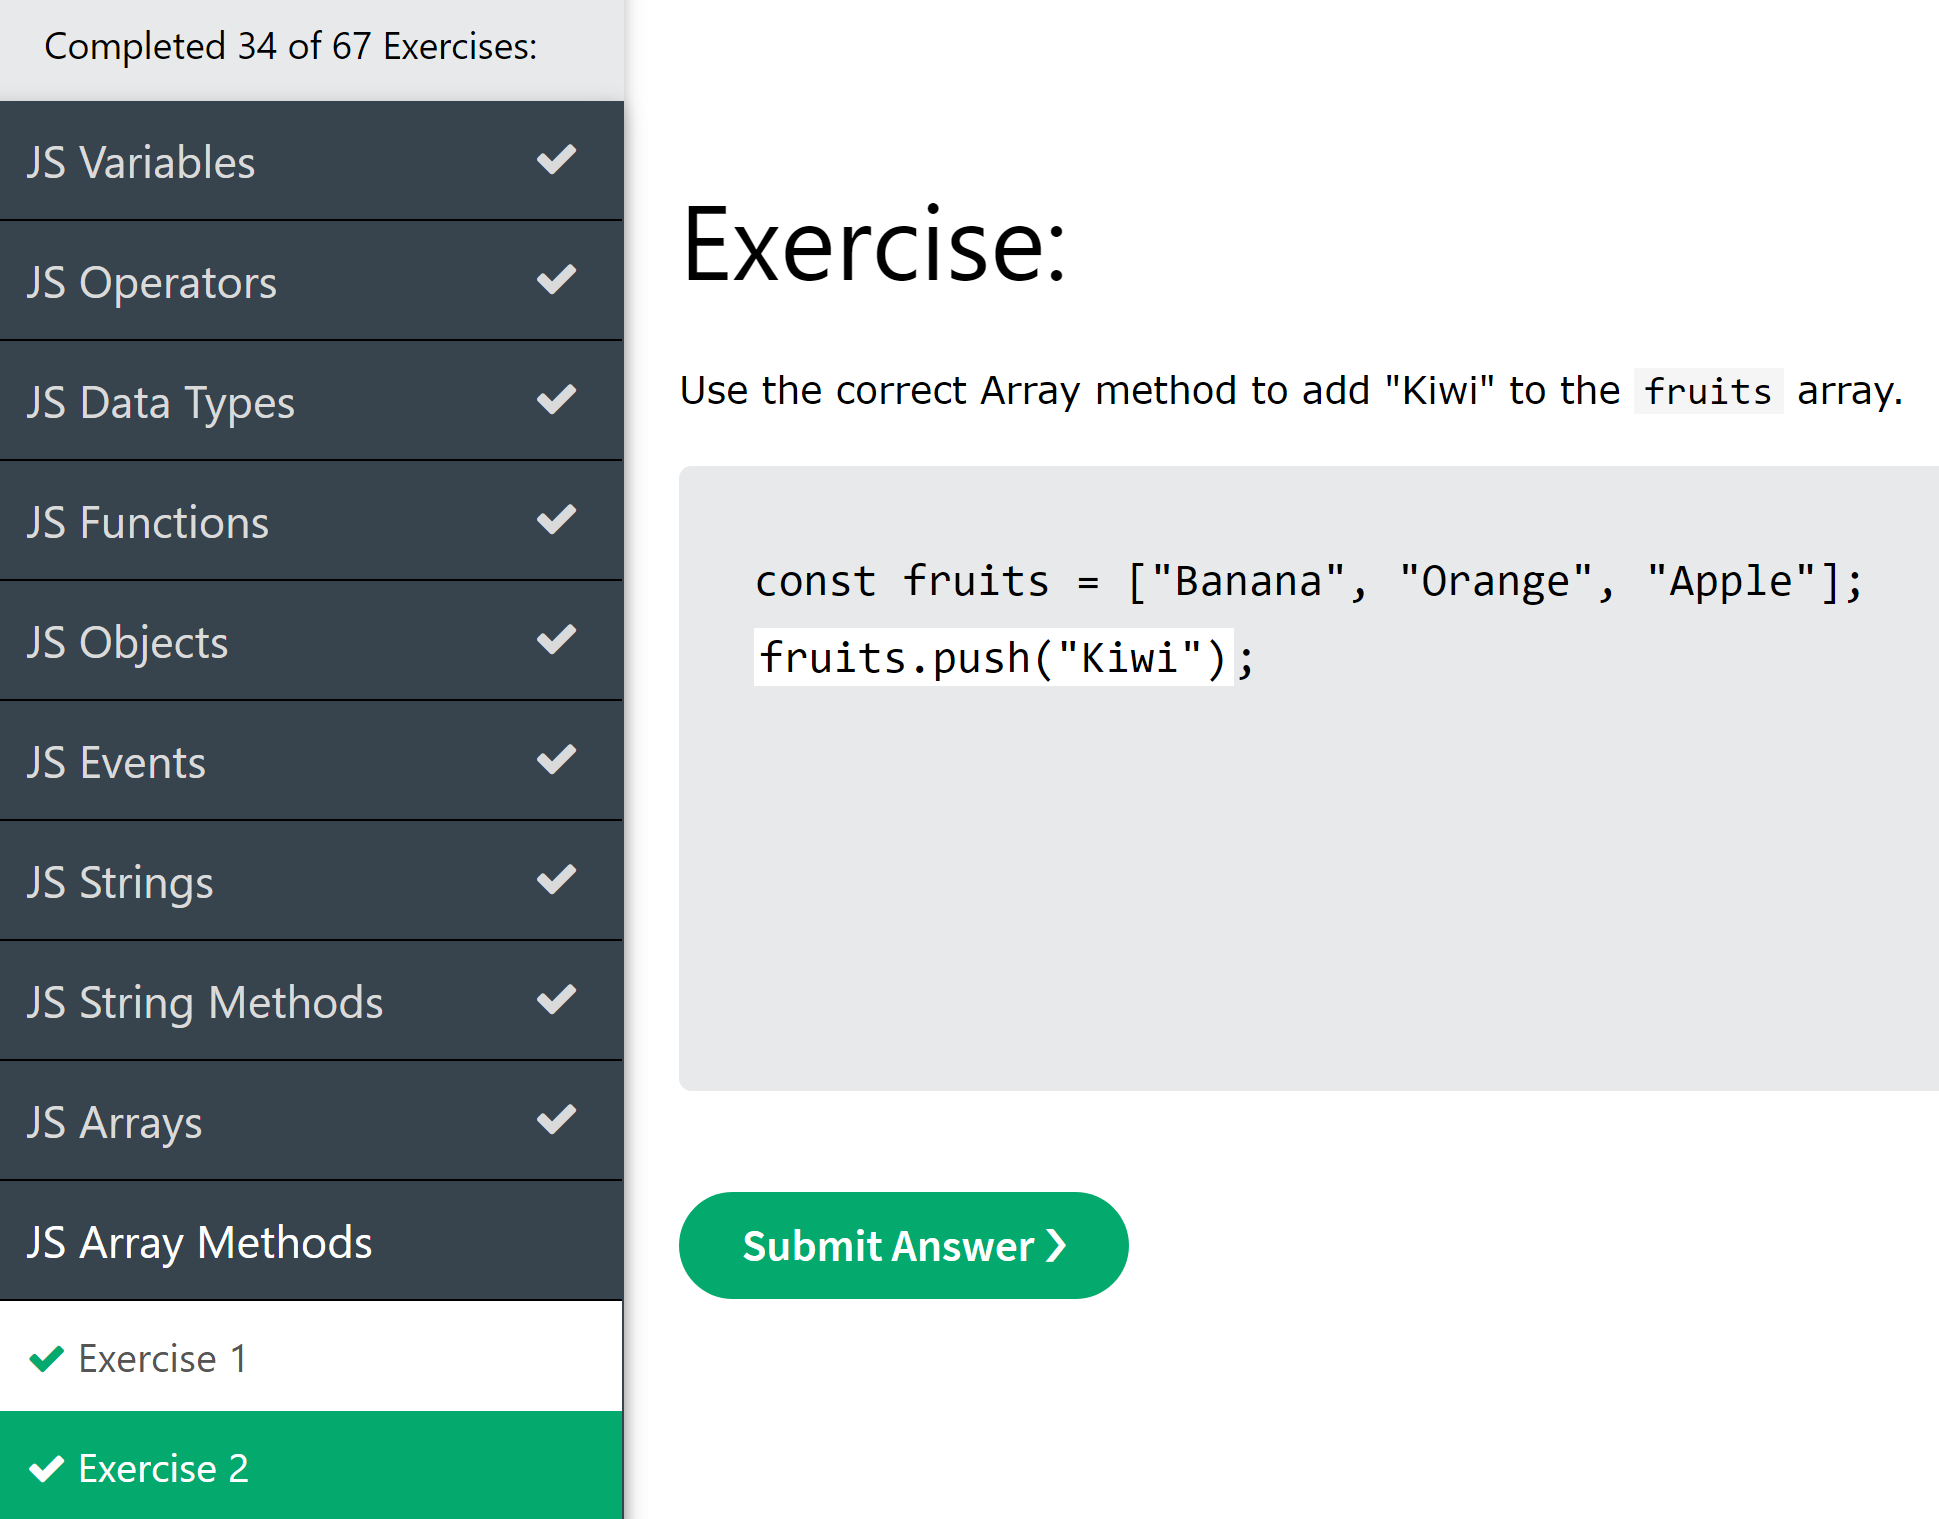 Completed 34 of 67 Exercises:
JS Variables
JS Operators
JS Data Types
JS Functions
JS Objects
JS Events
JS Strings
JS String Methods
JS Arrays
JS Array Methods
Exercise 1
Exercise 2
Exercise:
Use the correct Array method to add "Kiwi" to the fruits array.
const fruits = ["Banana", "Orange", "Apple"];
fruits.push("Kiwi");
Submit Answer ❯